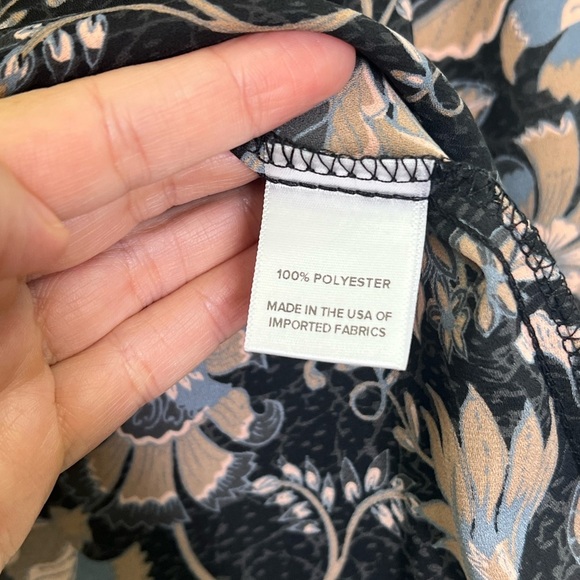 100% POLYESTER
MADE IN THE USA OF
IMPORTED FABRICS